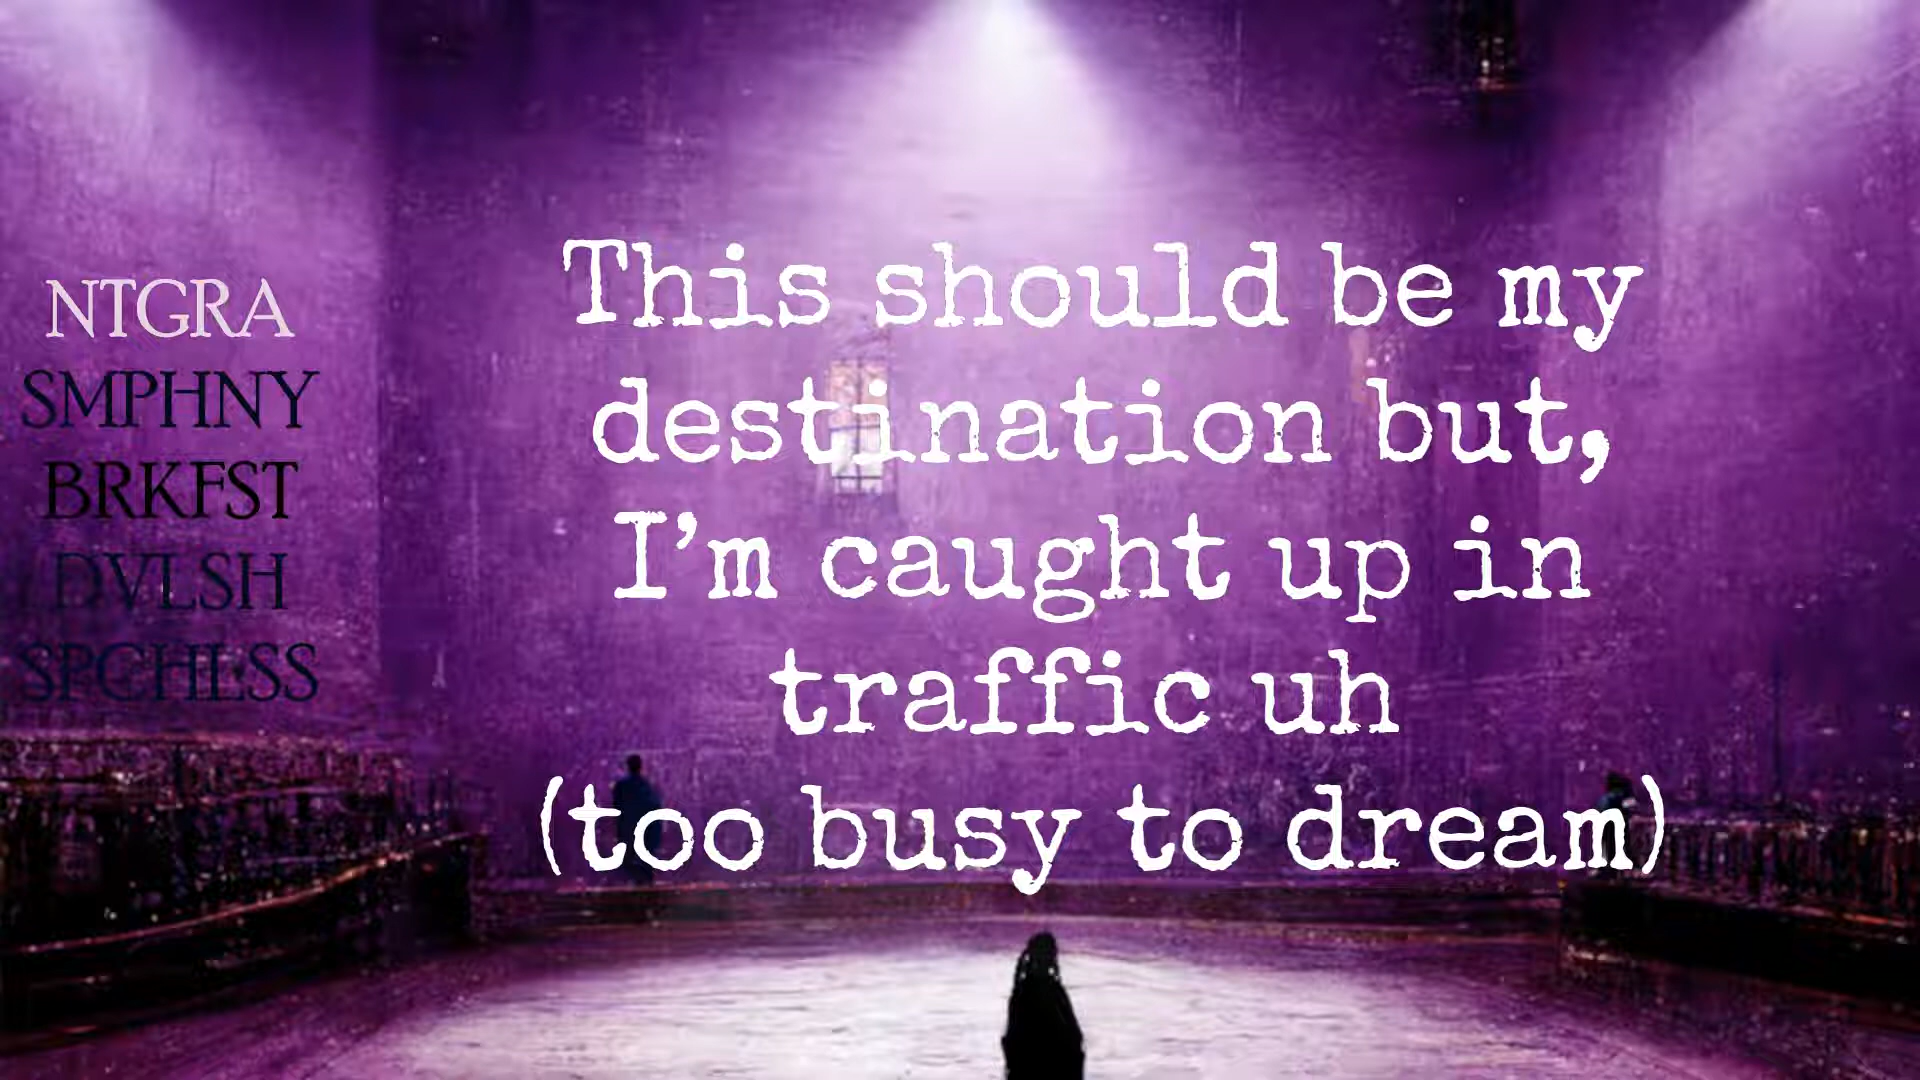 NTGRA
SMPHNY
BRKFST
DVLSH
SPCHLSS
This should be my
destination but,
I’m caught up in
traffic uh
(too busy to dream)